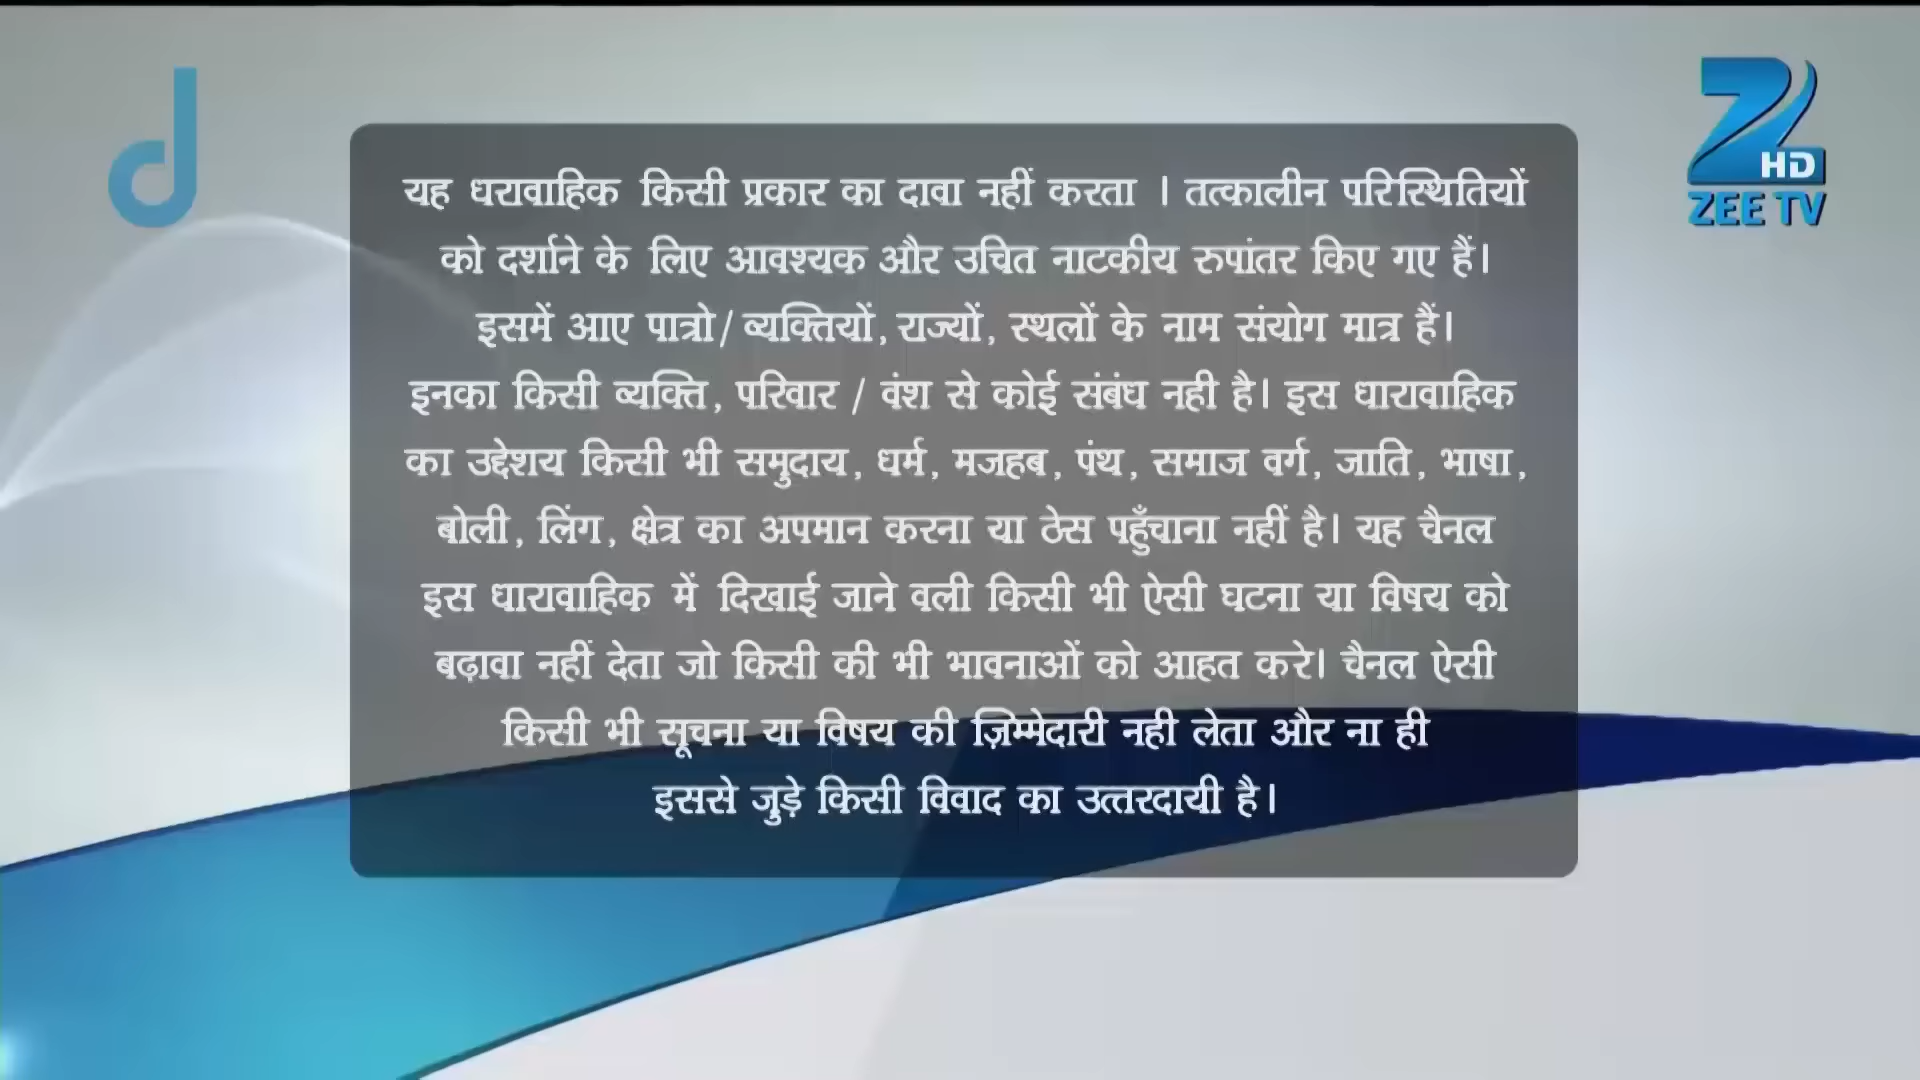 d
Z
HD
ZEE TV
यह धरावाहिक किसी प्रकार का दावा नहीं करता । तत्कालीन परिस्थितियों
को दर्शाने के लिए आवश्यक और उचित नाटकीय रुपांतर किए गए हैं।
इसमें आए पात्रो/ व्यक्तियों, राज्यों, स्थलों के नाम संयोग मात्र हैं।
इनका किसी व्यक्ति, परिवार / वंश से कोई संबंध नही है। इस धारावाहिक
का उद्देशय किसी भी समुदाय, धर्म, मजहब, पंथ, समाज वर्ग, जाति, भाषा,
बोली, लिंग, क्षेत्र का अपमान करना या ठेस पहुँचाना नहीं है। यह चैनल
इस धारावाहिक में दिखाई जाने वली किसी भी ऐसी घटना या विषय को
बढ़ावा नहीं देता जो किसी की भी भावनाओं को आहत करे। चैनल ऐसी
किसी भी सूचना या विषय की ज़िम्मेदारी नही लेता और ना ही
इससे जुड़े किसी विवाद का उत्तरदायी है।